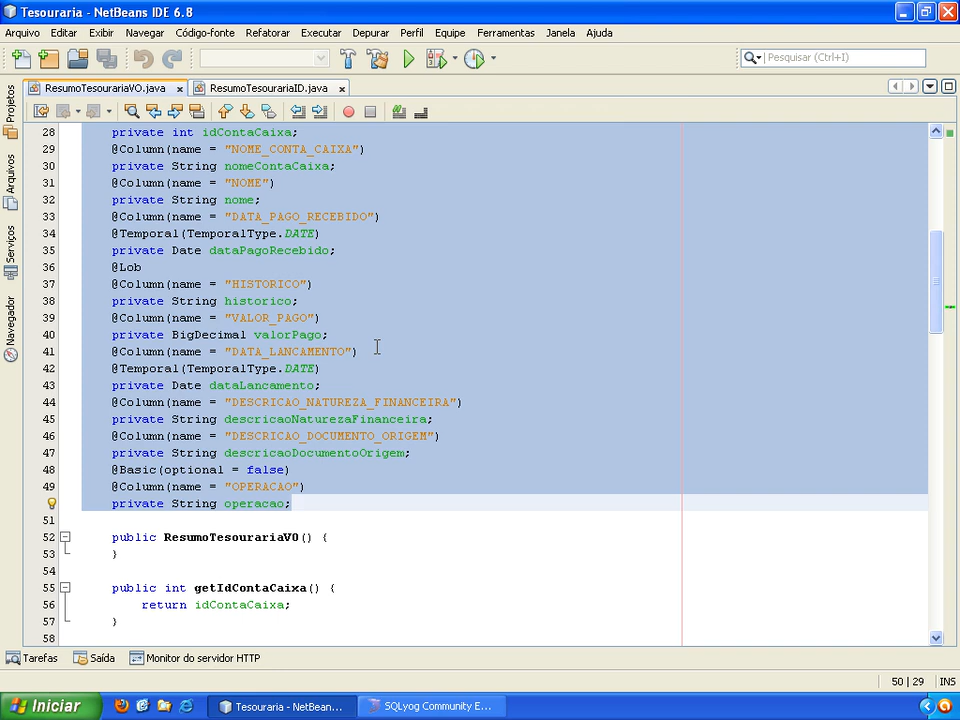 Tesouraria - NetBeans IDE 6.8
Arquivo Editar Exibir Navegar Código-fonte Refatorar Executar Depurar Perfil Equipe Ferramentas Janela Ajuda
Pesquisar (Ctrl+I)
ResumoTesourariaVO.java x ResumoTesourariaID.java x
Projetos
Arquivos
Serviços
Navegador
28 private int idContaCaixa;
29 @Column(name = "NOME_CONTA_CAIXA")
30 private String nomeContaCaixa;
31 @Column(name = "NOME")
32 private String nome;
33 @Column(name = "DATA_PAGO_RECEBIDO")
34 @Temporal(TemporalType.DATE)
35 private Date dataPagoRecebido;
36 @Lob
37 @Column(name = "HISTORICO")
38 private String historico;
39 @Column(name = "VALOR_PAGO")
40 private BigDecimal valorPago;
41 @Column(name = "DATA_LANCAMENTO")
42 @Temporal(TemporalType.DATE)
43 private Date dataLancamento;
44 @Column(name = "DESCRICAO_NATUREZA_FINANCEIRA")
45 private String descricaoNaturezaFinanceira;
46 @Column(name = "DESCRICAO_DOCUMENTO_ORIGEM")
47 private String descricaoDocumentoOrigem;
48 @Basic(optional = false)
49 @Column(name = "OPERACAO")
private String operacao;
51
52 public ResumoTesourariaVO() {
53 }
54
55 public int getIdContaCaixa() {
56 return idContaCaixa;
57 }
58
Tarefas Saída Monitor do servidor HTTP
50 | 29 INS
Iniciar Tesouraria - NetBean... SQLyog Community E...